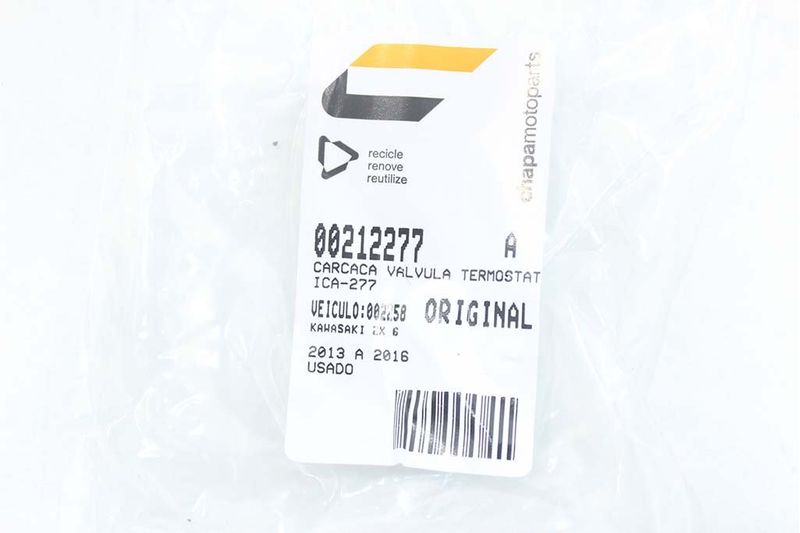 chapamotoparts
recicle
renove
reutilize
00212277 A
CARCACA VALVULA TERMOSTAT
ICA-277
ORIGINAL
KAWASAKI ZX 6
2013 A 2016
USADO